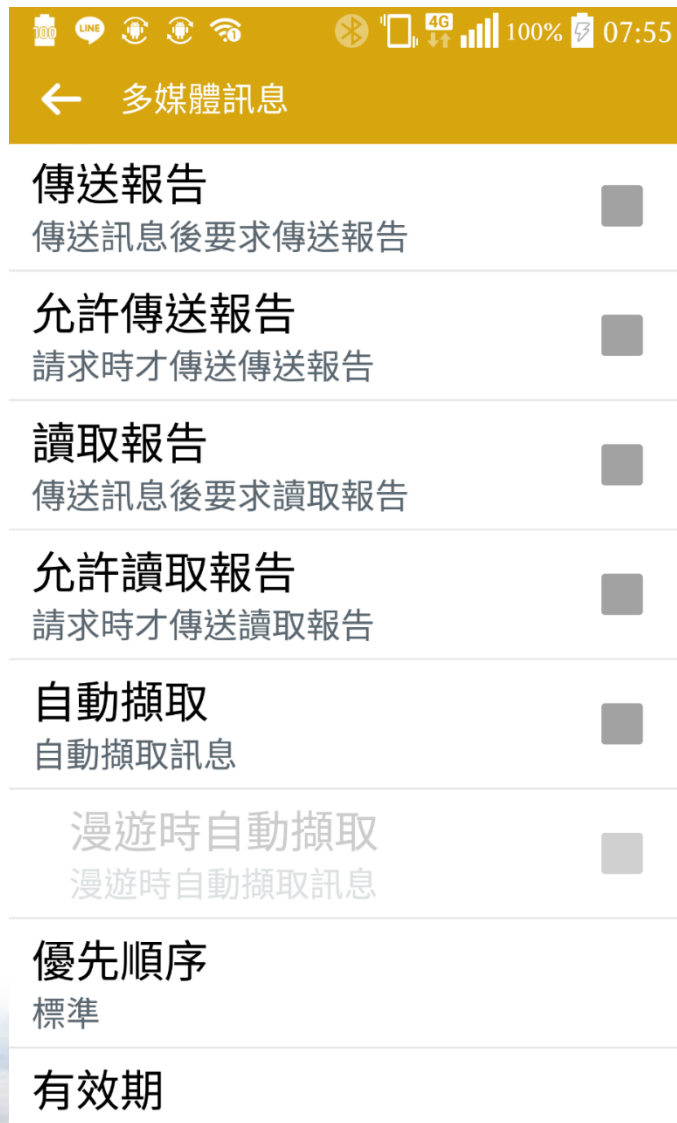 100 LINE 4G 100% 07:55
多媒體訊息
傳送報告
傳送訊息後要求傳送報告
允許傳送報告
請求時才傳送傳送報告
讀取報告
傳送訊息後要求讀取報告
允許讀取報告
請求時才傳送讀取報告
自動擷取
自動擷取訊息
漫遊時自動擷取
漫遊時自動擷取訊息
優先順序
標準
有效期